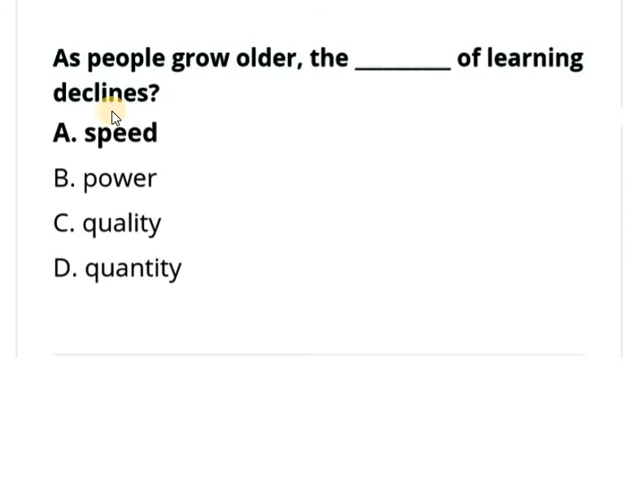 As people grow older, the ________ of learning
declines?
A. speed
B. power
C. quality
D. quantity